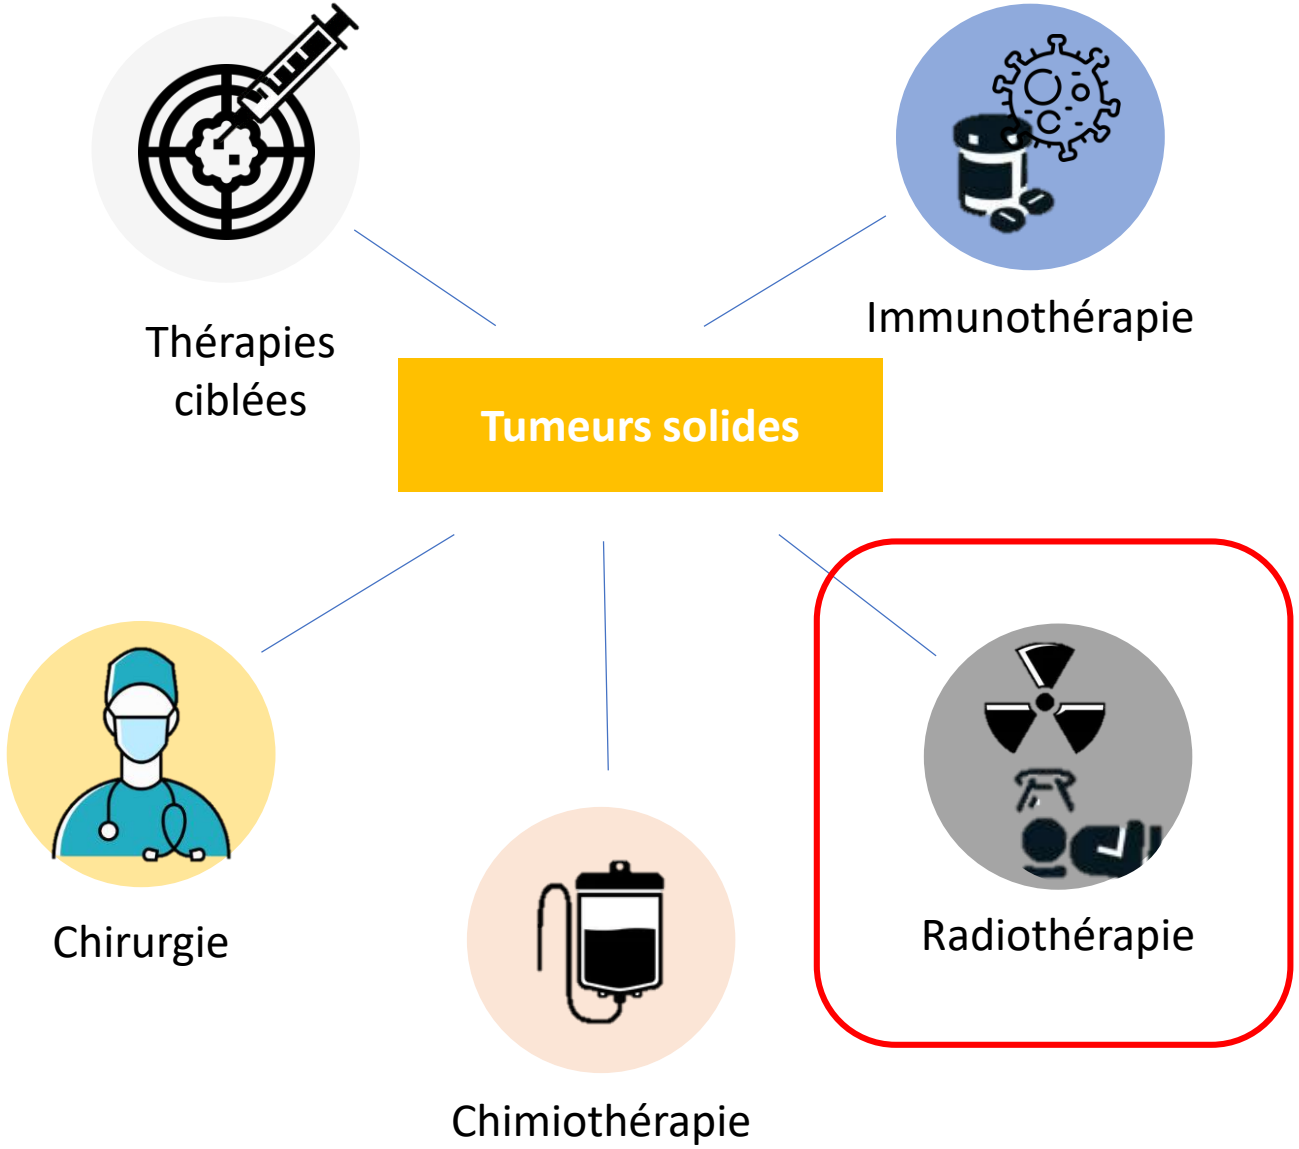 Immunothérapie
Thérapies
ciblées
Tumeurs solides
Chirurgie
Radiothérapie
Chimiothérapie